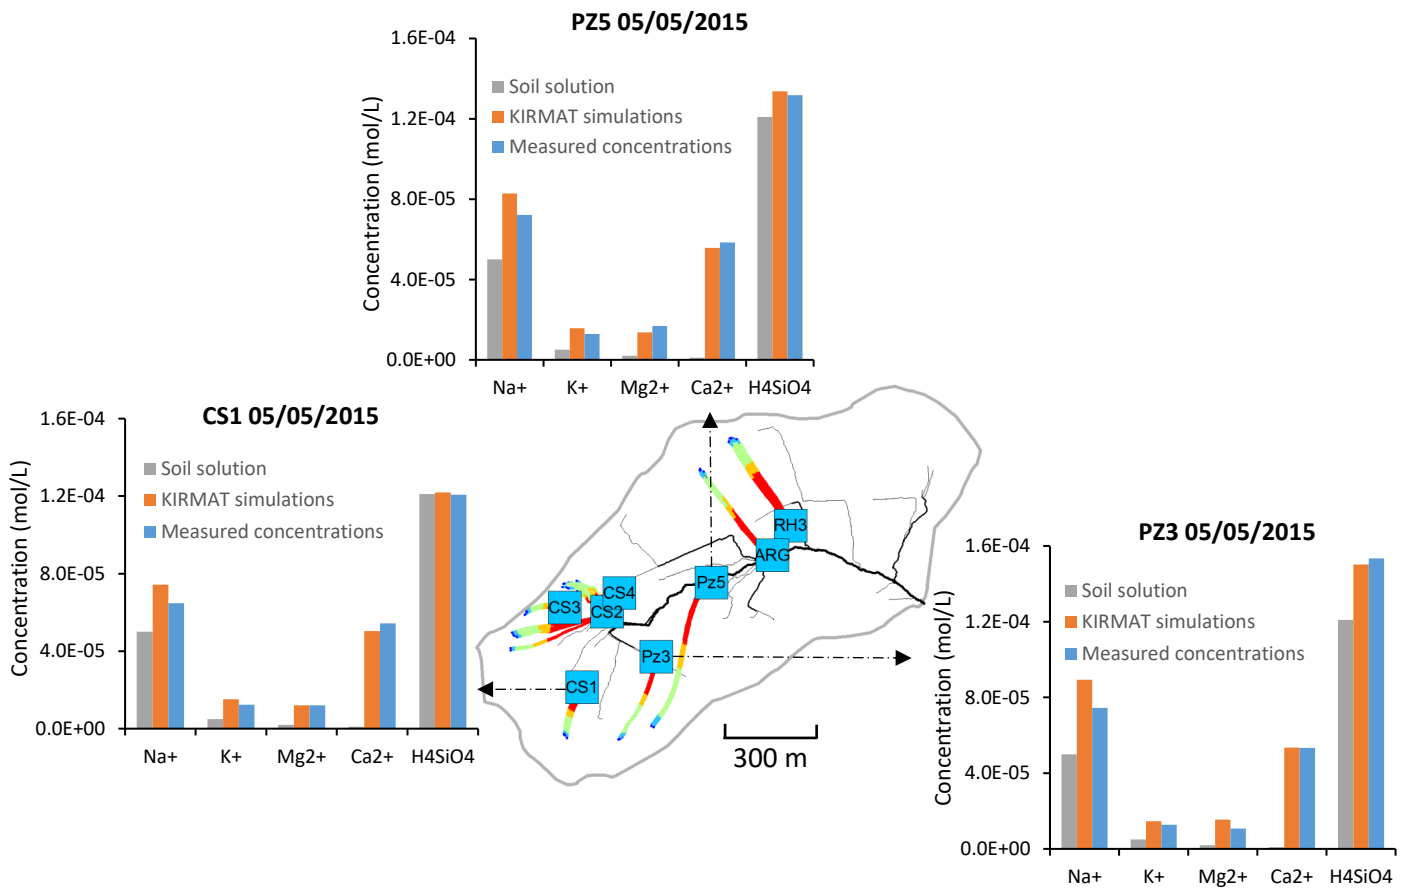 PZ5 05/05/2015
1.6E-04
1.2E-04
8.0E-05
4.0E-05
0.0E+00
Concentration (mol/L)
Soil solution
KIRMAT simulations
Measured concentrations
Na+ K+ Mg2+ Ca2+ H4SiO4
CS1 05/05/2015
1.6E-04
1.2E-04
8.0E-05
4.0E-05
0.0E+00
Concentration (mol/L)
Soil solution
KIRMAT simulations
Measured concentrations
Na+ K+ Mg2+ Ca2+ H4SiO4
RH3
ARG
Pz5
CS4
CS3
CS2
Pz3
CS1
300 m
PZ3 05/05/2015
1.6E-04
1.2E-04
8.0E-05
4.0E-05
0.0E+00
Concentration (mol/L)
Soil solution
KIRMAT simulations
Measured concentrations
Na+ K+ Mg2+ Ca2+ H4SiO4